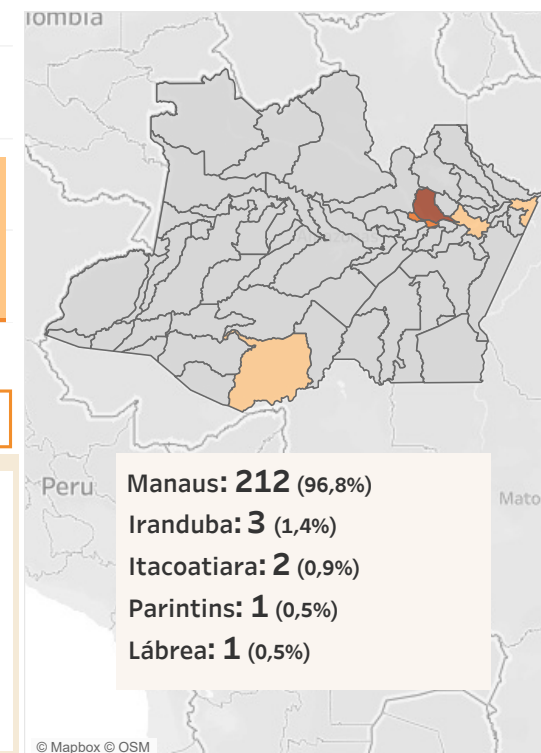 lombia
Peru
Mato
Manaus: 212 (96,8%)
Iranduba: 3 (1,4%)
Itacoatiara: 2 (0,9%)
Parintins: 1 (0,5%)
Lábrea: 1 (0,5%)
© Mapbox © OSM